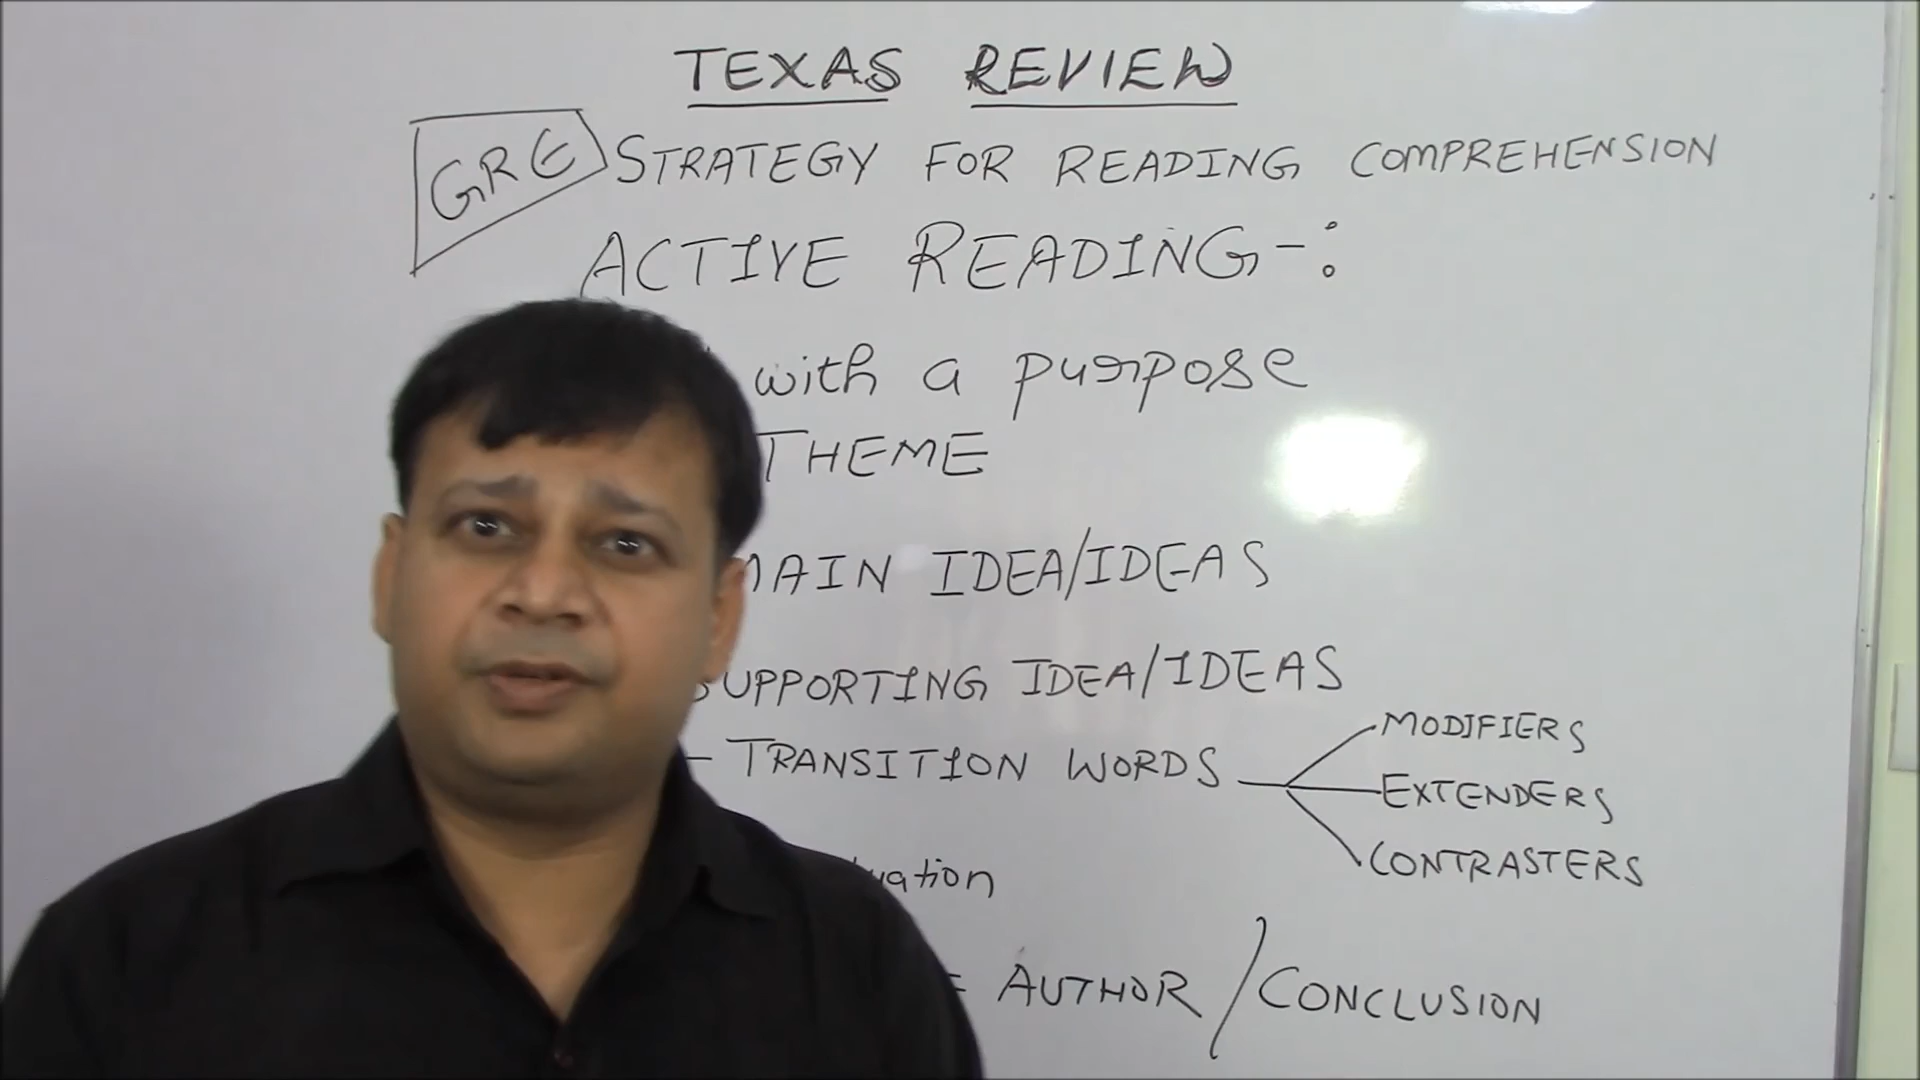 TEXAS REVIEW
GRE STRATEGY FOR READING COMPREHENSION
ACTIVE READING-:
with a purpose
THEME
MAIN IDEA/IDEAS
SUPPORTING IDEA/IDEAS
- TRANSITION WORDS
MODIFIERS
EXTENDERS
CONTRASTERS
AUTHOR / CONCLUSION